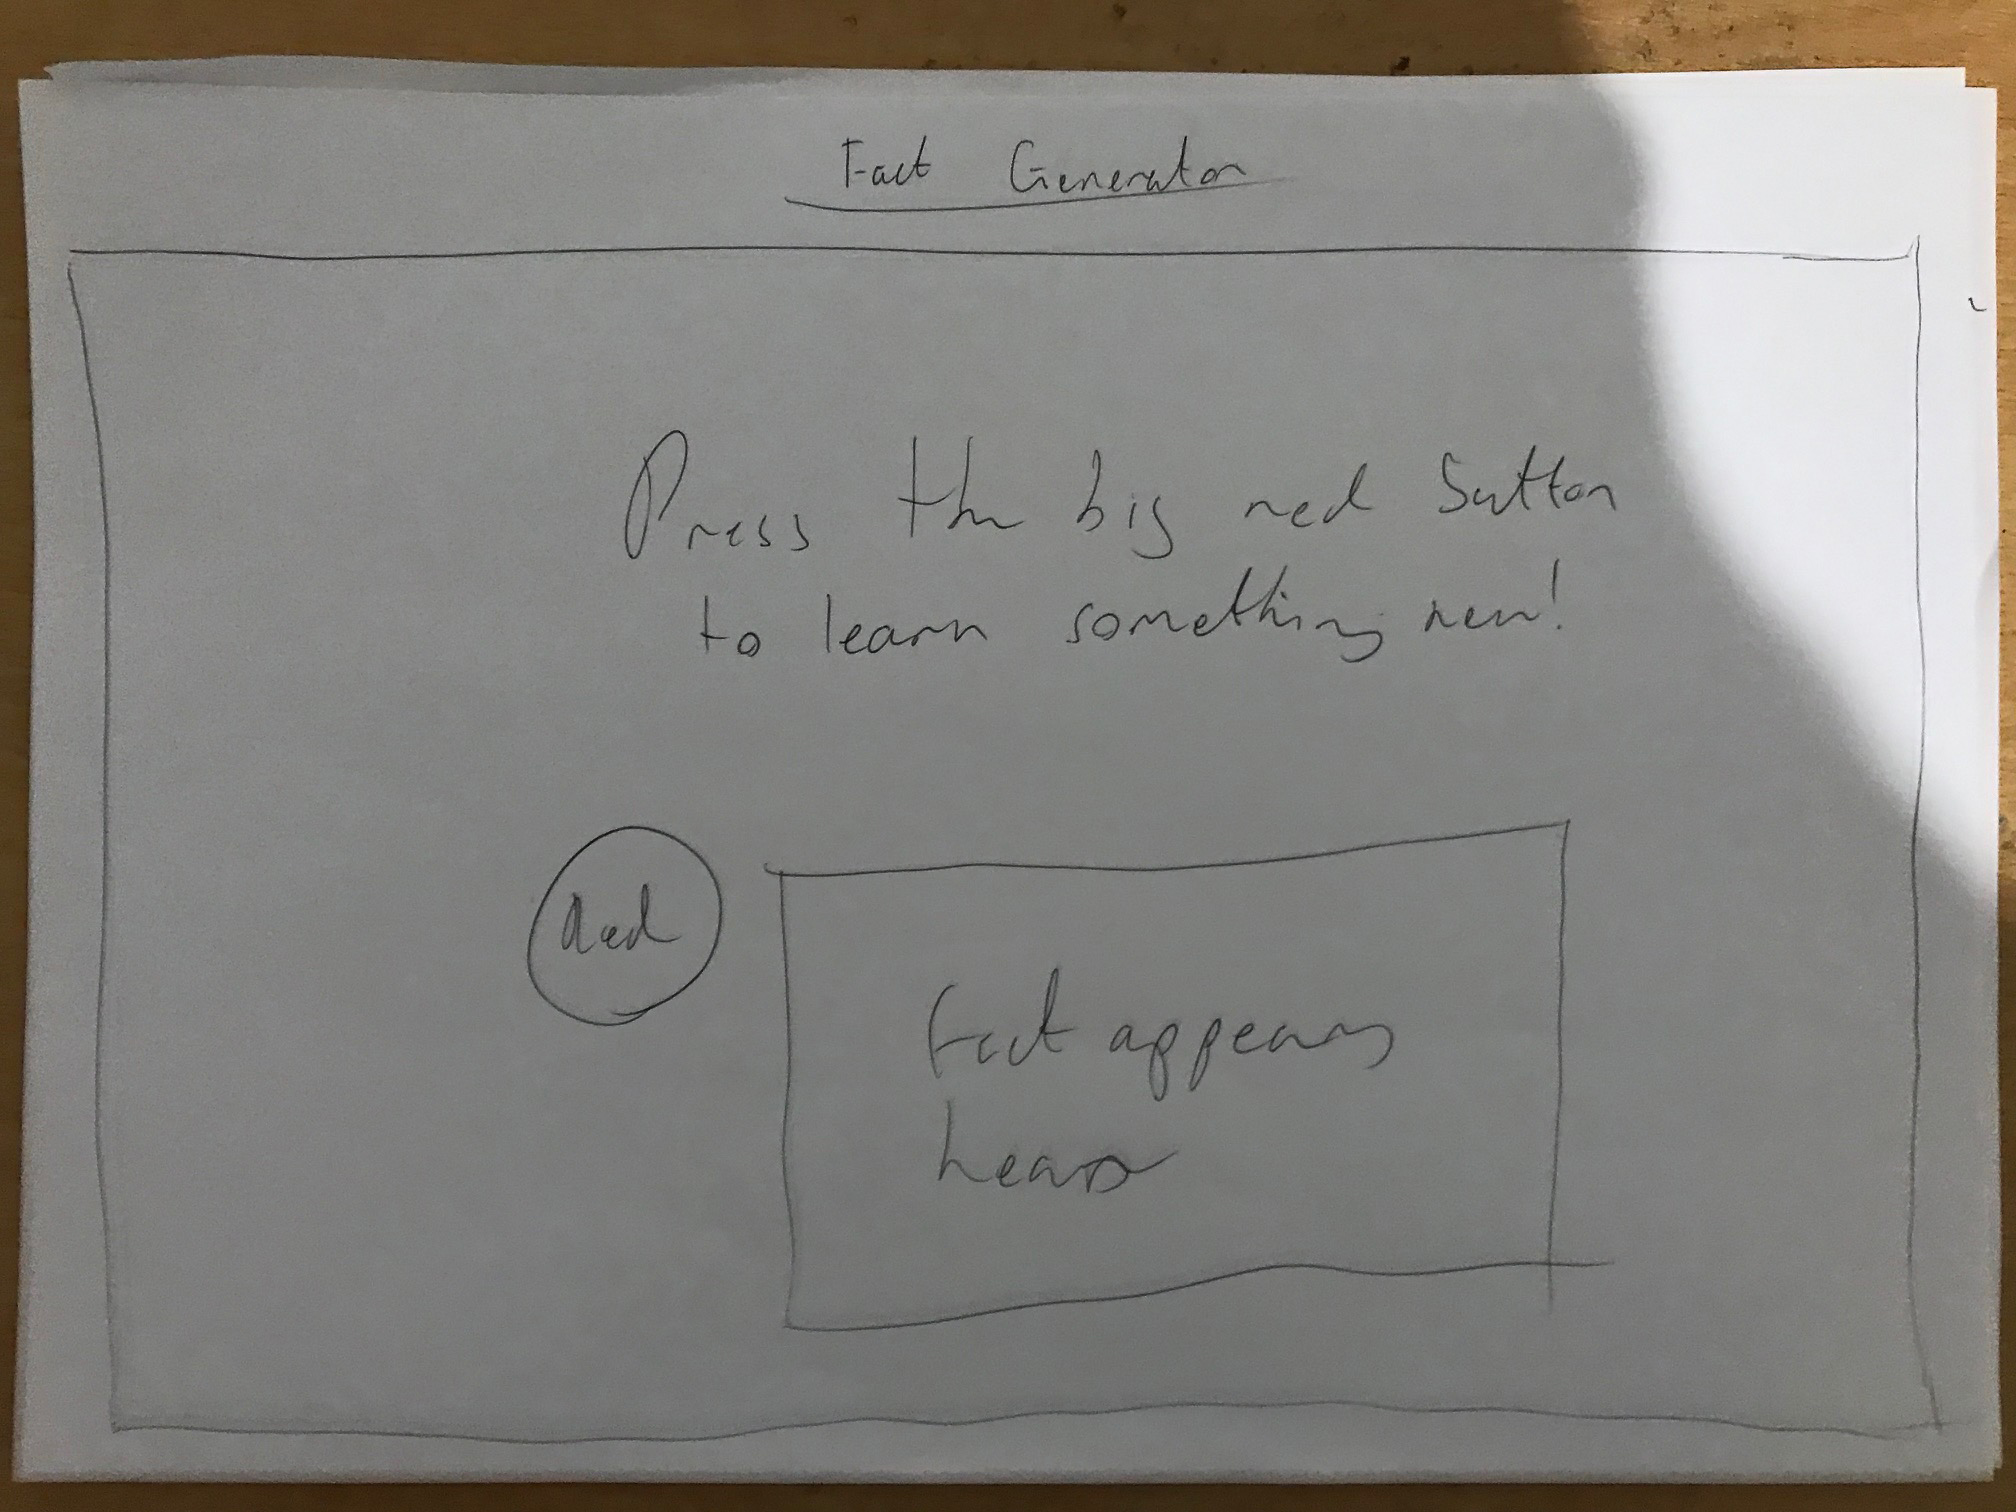 Fact Generator
Press the big red button
to learn something new!
Red
Fact appears
here